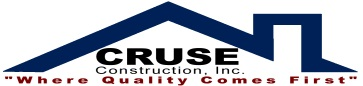 CRUSE
Construction, Inc.
"Where Quality Comes First"